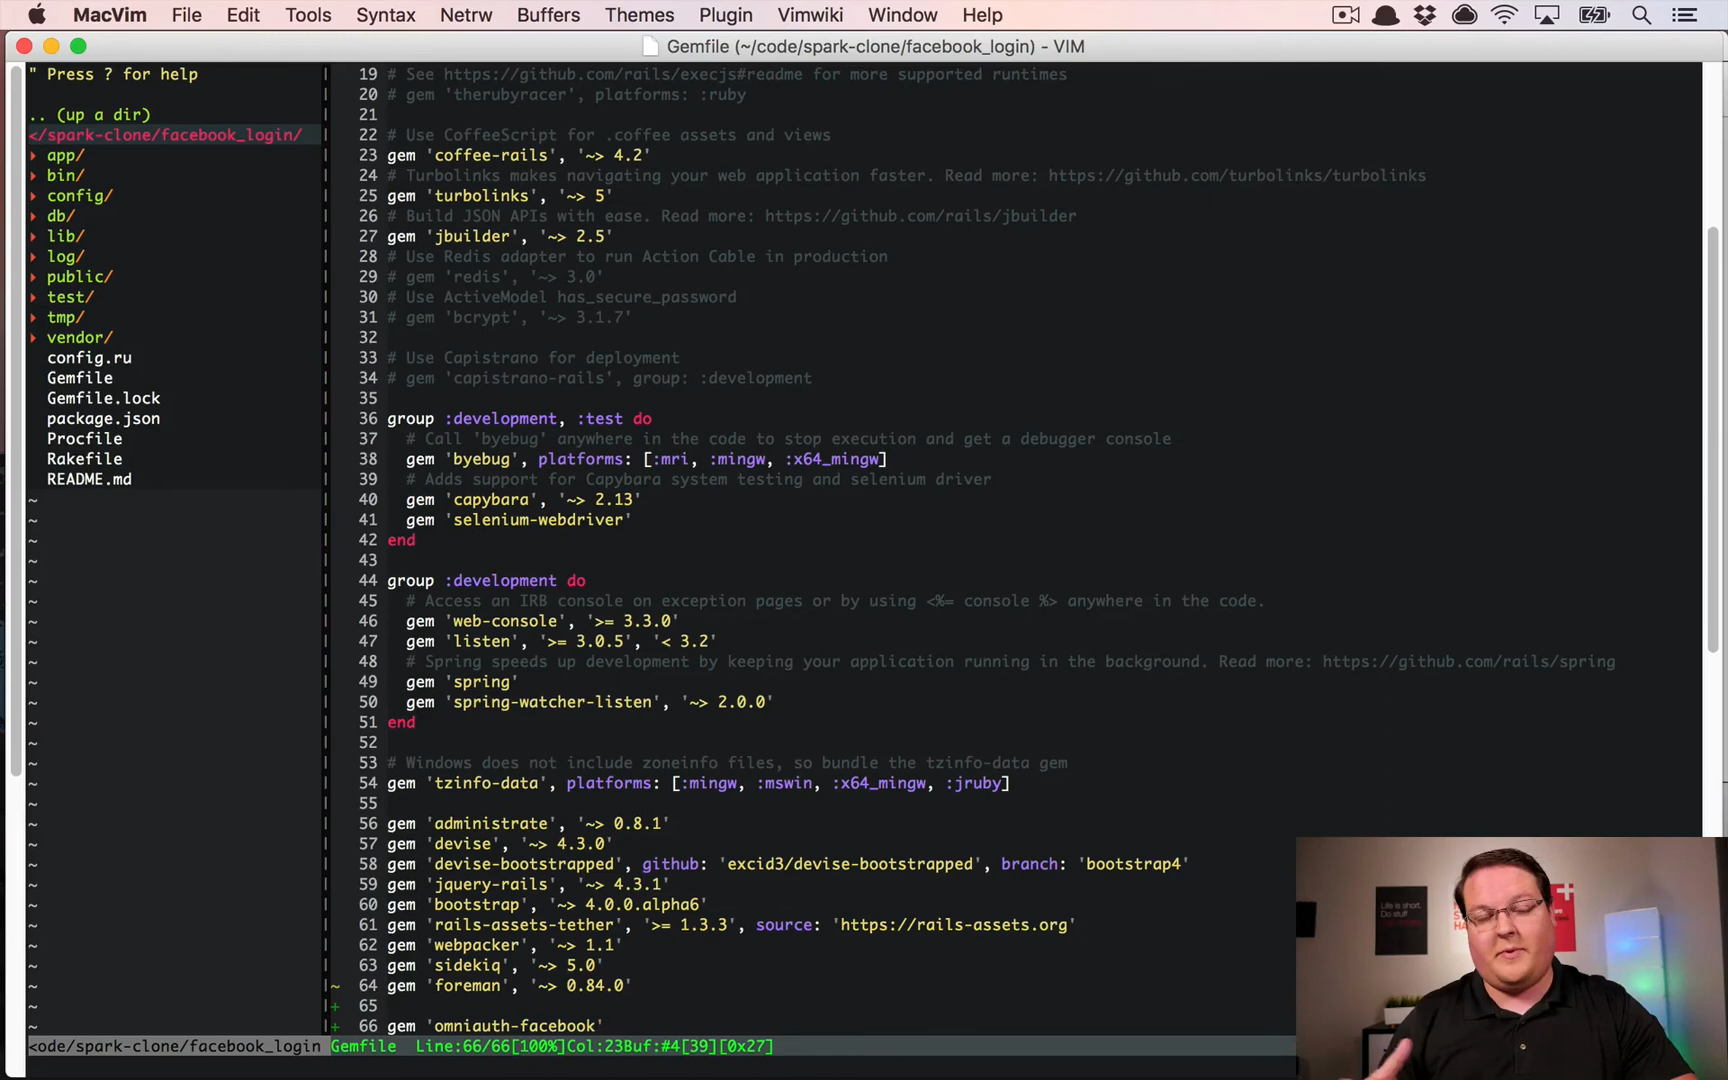 MacVim File Edit Tools Syntax Netrw Buffers Themes Plugin Vimwiki Window Help
Gemfile (~/code/spark-clone/facebook_login) - VIM
" Press ? for help
.. (up a dir)
</spark-clone/facebook_login/
app/
bin/
config/
db/
lib/
log/
public/
test/
tmp/
vendor/
config.ru
Gemfile
Gemfile.lock
package.json
Procfile
Rakefile
README.md
19 # See https://github.com/rails/execjs#readme for more supported runtimes
20 # gem 'therubyracer', platforms: :ruby
21
22 # Use CoffeeScript for .coffee assets and views
23 gem 'coffee-rails', '~> 4.2'
24 # Turbolinks makes navigating your web application faster. Read more: https://github.com/turbolinks/turbolinks
25 gem 'turbolinks', '~> 5'
26 # Build JSON APIs with ease. Read more: https://github.com/rails/jbuilder
27 gem 'jbuilder', '~> 2.5'
28 # Use Redis adapter to run Action Cable in production
29 # gem 'redis', '~> 3.0'
30 # Use ActiveModel has_secure_password
31 # gem 'bcrypt', '~> 3.1.7'
32
33 # Use Capistrano for deployment
34 # gem 'capistrano-rails', group: :development
35
36 group :development, :test do
37 # Call 'byebug' anywhere in the code to stop execution and get a debugger console
38 gem 'byebug', platforms: [:mri, :mingw, :x64_mingw]
39 # Adds support for Capybara system testing and selenium driver
40 gem 'capybara', '~> 2.13'
41 gem 'selenium-webdriver'
42 end
43
44 group :development do
45 # Access an IRB console on exception pages or by using <%= console %> anywhere in the code.
46 gem 'web-console', '>= 3.3.0'
47 gem 'listen', '>= 3.0.5', '< 3.2'
48 # Spring speeds up development by keeping your application running in the background. Read more: https://github.com/rails/spring
49 gem 'spring'
50 gem 'spring-watcher-listen', '~> 2.0.0'
51 end
52
53 # Windows does not include zoneinfo files, so bundle the tzinfo-data gem
54 gem 'tzinfo-data', platforms: [:mingw, :mswin, :x64_mingw, :jruby]
55
56 gem 'administrate', '~> 0.8.1'
57 gem 'devise', '~> 4.3.0'
58 gem 'devise-bootstrapped', github: 'excid3/devise-bootstrapped', branch: 'bootstrap4'
59 gem 'jquery-rails', '~> 4.3.1'
60 gem 'bootstrap', '~> 4.0.0.alpha6'
61 gem 'rails-assets-tether', '>= 1.3.3', source: 'https://rails-assets.org'
62 gem 'webpacker', '~> 1.1'
63 gem 'sidekiq', '~> 5.0'
~ 64 gem 'foreman', '~> 0.84.0'
+ 65
+ 66 gem 'omniauth-facebook'
<ode/spark-clone/facebook_login Gemfile Line:66/66[100%]Col:23Buf:#4[39][0x27]
Life is short.
Do stuff